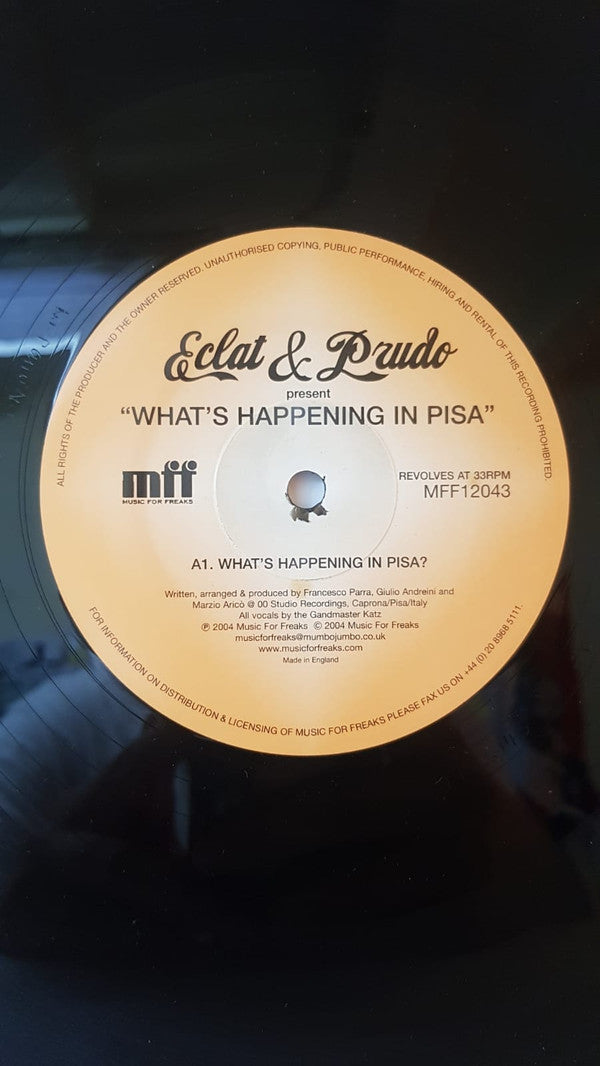 ALL RIGHTS OF THE PRODUCER AND THE OWNER RESERVED. UNAUTHORISED COPYING, PUBLIC PERFORMANCE, HIRING AND RENTAL OF THIS RECORDING PROHIBITED.
Eclat & Prudo
present
“WHAT'S HAPPENING IN PISA”
mff
MUSIC FOR FREAKS
REVOLVES AT 33RPM
MFF12043
A1. WHAT'S HAPPENING IN PISA?
Written, arranged & produced by Francesco Parra, Giulio Andreini and
Marzio Aricò @ 00 Studio Recordings, Caprona/Pisa/Italy
All vocals by the Gandmaster Katz
℗ 2004 Music For Freaks © 2004 Music For Freaks
musicforfreaks@mumbojumbo.co.uk
www.musicforfreaks.com
Made in England
FOR INFORMATION ON DISTRIBUTION & LICENSING OF MUSIC FOR FREAKS PLEASE FAX US ON +44 (0) 20 8968 5111.